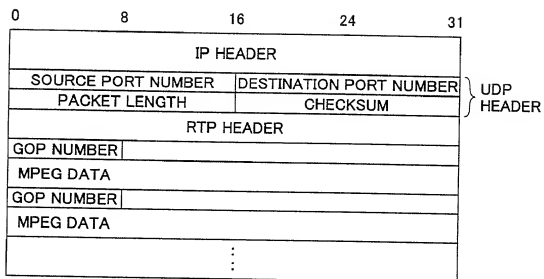 0 8 16 24 31
IP HEADER
SOURCE PORT NUMBER DESTINATION PORT NUMBER
UDP
HEADER
PACKET LENGTH CHECKSUM
RTP HEADER
GOP NUMBER
MPEG DATA
GOP NUMBER
MPEG DATA